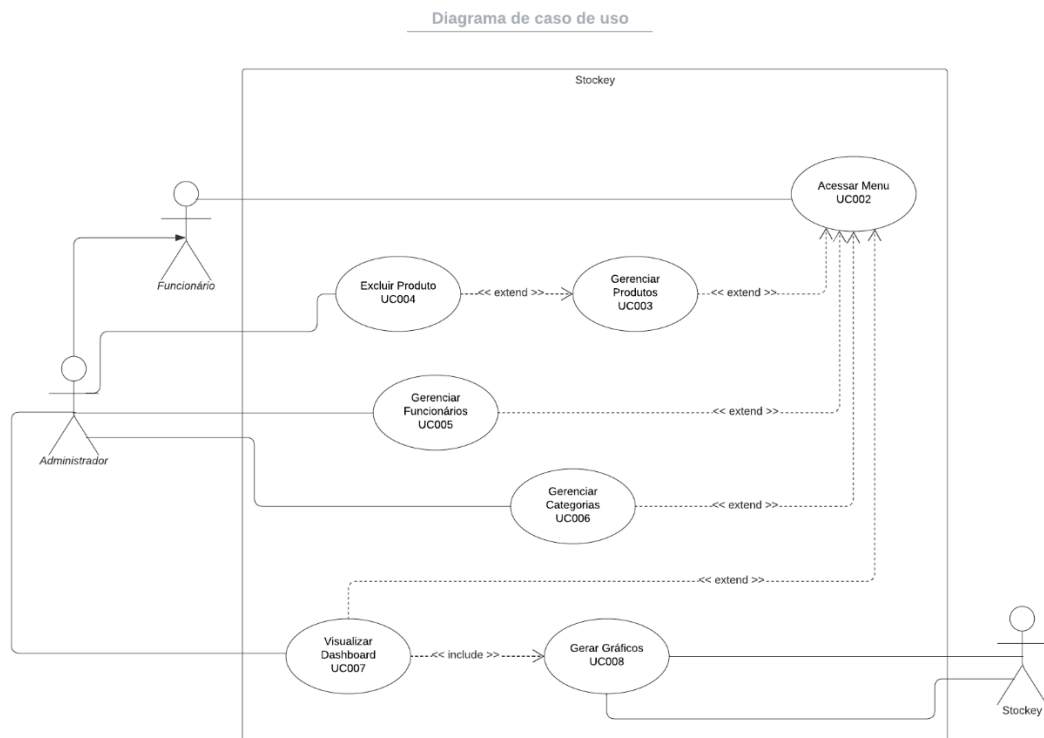 Diagrama de caso de uso
Stockey
Acessar Menu
UC002
Funcionário
Excluir Produto
UC004
<< extend >>
Gerenciar
Produtos
UC003
<< extend >>
Gerenciar
Funcionários
UC005
<< extend >>
Administrador
Gerenciar
Categorias
UC006
<< extend >>
<< extend >>
Visualizar
Dashboard
UC007
<< include >>
Gerar Gráficos
UC008
Stockey